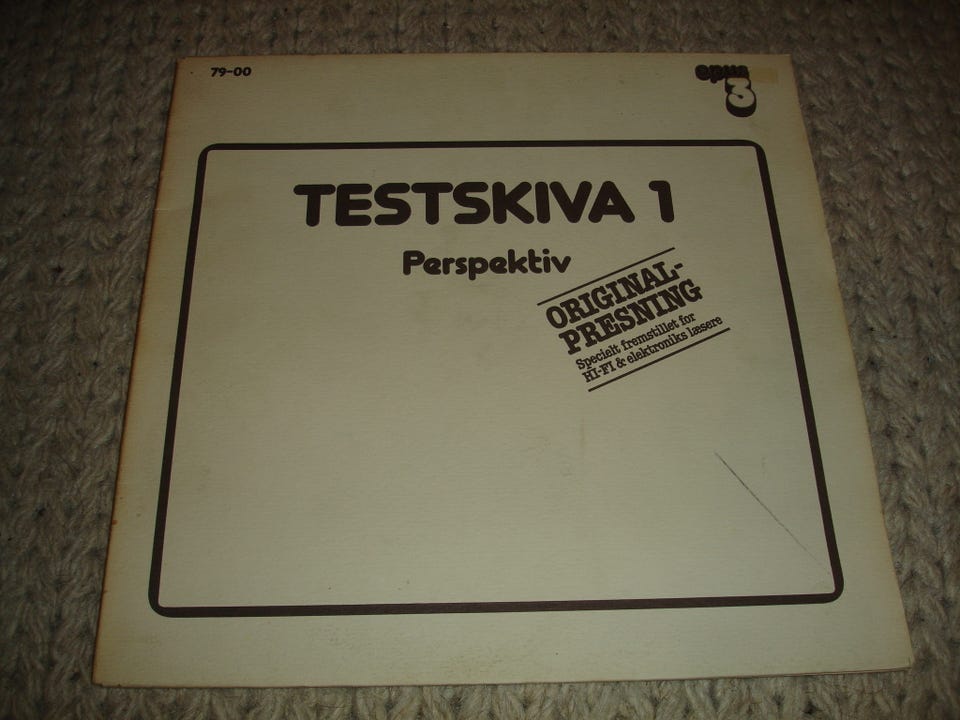 79-00
opus
3
TESTSKIVA 1
Perspektiv
ORIGINAL-
PRESNING
Specielt fremstillet for
HI-FI & elektroniks læsere